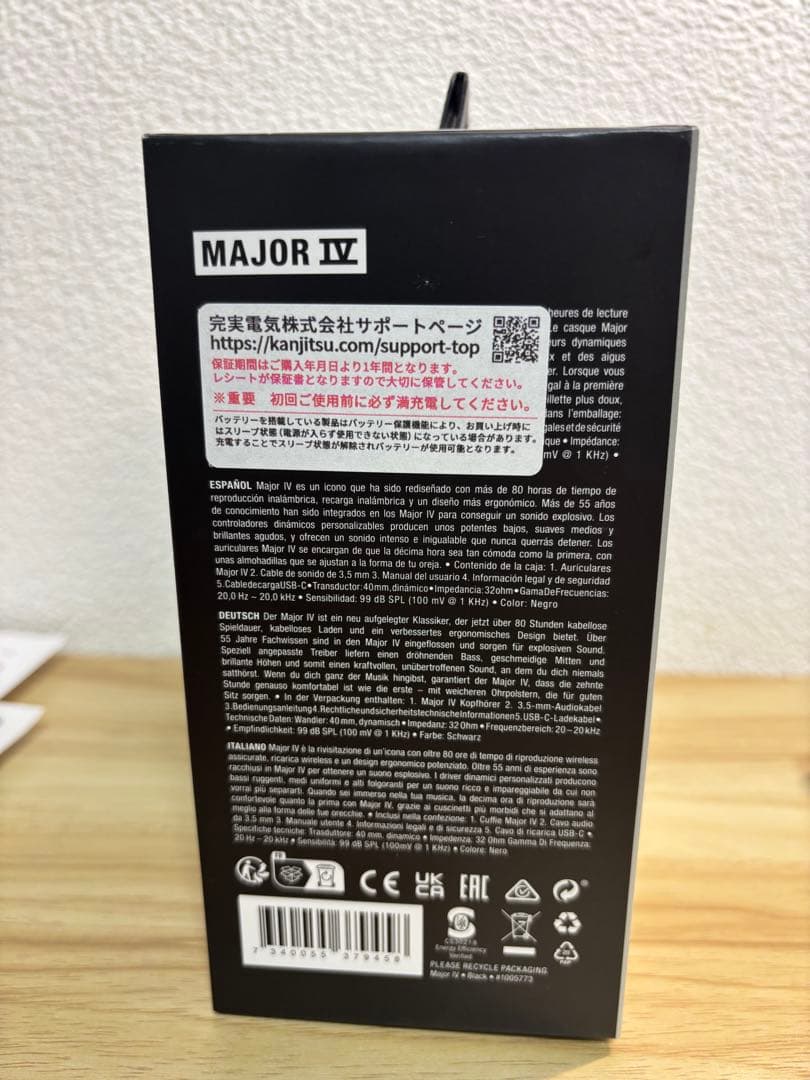 MAJOR IV
完実電気株式会社サポートページ
https://kanjitsu.com/support-top
保証期間はご購入年月日より1年間となります。
レシートが保証書となりますので大切に保管してください。
※重要 初回ご使用前に必ず満充電してください。
バッテリーを搭載している製品はバッテリー保護機能により、お買い上げ時に
はスリープ状態(電源が入らず使用できない状態)になっている場合があります。
充電することでスリープ状態が解除されバッテリーが使用可能となります。
heures de lecture
Le casque Major
urs dynamiques
x et des aigus
er. Lorsque vous
gal à la première
illette plus doux,
dans l'emballage:
gales et de sécurité
que • Impédance:
mV @ 1 KHz) •
ESPAÑOL Major IV es un icono que ha sido rediseñado con más de 80 horas de tiempo de
reproducción inalámbrica, recarga inalámbrica y un diseño más ergonómico. Más de 55 años
de conocimiento han sido integrados en los Major IV para conseguir un sonido explosivo. Los
controladores dinámicos personalizables producen unos potentes bajos, suaves medios y
brillantes agudos, y ofrecen un sonido intenso e inigualable que nunca querrás detener. Los
auriculares Major IV se encargan de que la décima hora sea tan cómoda como la primera, con
unas almohadillas que se ajustan a la forma de tu oreja. • Contenido de la caja: 1. Auriculares
Major IV 2. Cable de sonido de 3,5 mm 3. Manual del usuario 4. Información legal y de seguridad
5. Cable de carga USB-C • Transductor: 40 mm, dinámico • Impedancia: 32 ohm • Gama De Frecuencias:
20,0 Hz ~ 20,0 kHz • Sensibilidad: 99 dB SPL (100 mV @ 1 KHz) • Color: Negro
DEUTSCH Der Major IV ist ein neu aufgelegter Klassiker, der jetzt über 80 Stunden kabellose
Spieldauer, kabelloses Laden und ein verbessertes ergonomisches Design bietet. Über
55 Jahre Fachwissen sind in den Major IV eingeflossen und sorgen für explosiven Sound.
Speziell angepasste Treiber liefern einen dröhnenden Bass, geschmeidige Mitten und
brillante Höhen und somit einen kraftvollen, unübertroffenen Sound, an dem du dich niemals
satthörst. Wenn du dich ganz der Musik hingibst, garantiert der Major IV, dass die zehnte
Stunde genauso komfortabel ist wie die erste – mit weicheren Ohrpolstern, die für guten
Sitz sorgen. • In der Verpackung enthalten: 1. Major IV Kopfhörer 2. 3,5-mm-Audiokabel
3. Bedienungsanleitung 4. Rechtliche und sicherheitstechnische Informationen 5. USB-C-Ladekabel •
Technische Daten: Wandler: 40 mm, dynamisch • Impedanz: 32 Ohm • Frequenzbereich: 20–20 kHz
• Empfindlichkeit: 99 dB SPL (100 mV @ 1 KHz) • Farbe: Schwarz
ITALIANO Major IV è la rivisitazione di un'icona con oltre 80 ore di tempo di riproduzione wireless
assicurate, ricarica wireless e un design ergonomico potenziato. Oltre 55 anni di esperienza sono
racchiusi in Major IV per ottenere un suono esplosivo. I driver dinamici personalizzati producono
bassi ruggenti, medi uniformi e alti folgoranti per un suono ricco e impareggiabile da cui non
vorrai più separarti. Quando sei immerso nella tua musica, la decima ora di riproduzione sarà
confortevole quanto la prima con Major IV, grazie ai cuscinetti più morbidi che si adattano al
meglio alla forma delle tue orecchie. • Inclusi nella confezione: 1. Cuffie Major IV 2. Cavo audio
da 3.5 mm 3. Manuale utente 4. Informazioni legali e di sicurezza 5. Cavo di ricarica USB-C •
Specifiche tecniche: Trasduttore: 40 mm, dinamico • Impedenza: 32 Ohm Gamma Di Frequenza:
20 Hz ~ 20 kHz • Sensibilità: 99 dB SPL (100mV @ 1 KHz) • Colore: Nero
CE UK CA EAC
7 340055 379458
Energy Efficiency
Verified
PAP
PLEASE RECYCLE PACKAGING
Major IV • Black • #1005773